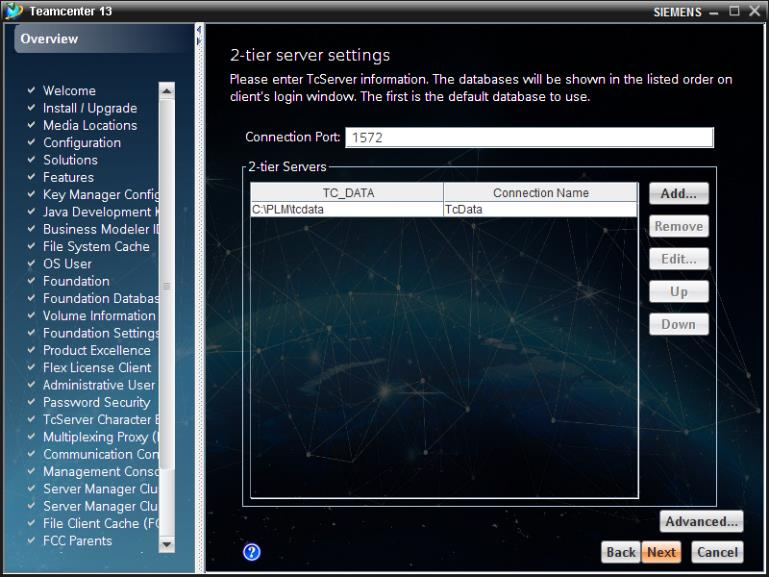 Teamcenter 13
SIEMENS
Overview
Welcome
Install / Upgrade
Media Locations
Configuration
Solutions
Features
Key Manager Config
Java Development
Business Modeler
File System Cache
OS User
Foundation
Foundation Databas
Volume Information
Foundation Settings
Product Excellence
Flex License Client
Administrative User
Password Security
TcServer Character
Multiplexing Proxy
Communication Con
Management Consc
Server Manager Clu
Server Manager Clu
File Client Cache (FC
FCC Parents
2-tier server settings
Please enter TcServer information. The databases will be shown in the listed order on
client's login window. The first is the default database to use.
Connection Port: 1572
2-tier Servers
TC_DATA Connection Name
C:\PLM\tcdata TcData
Add...
Remove
Edit...
Up
Down
Advanced...
? Back Next Cancel